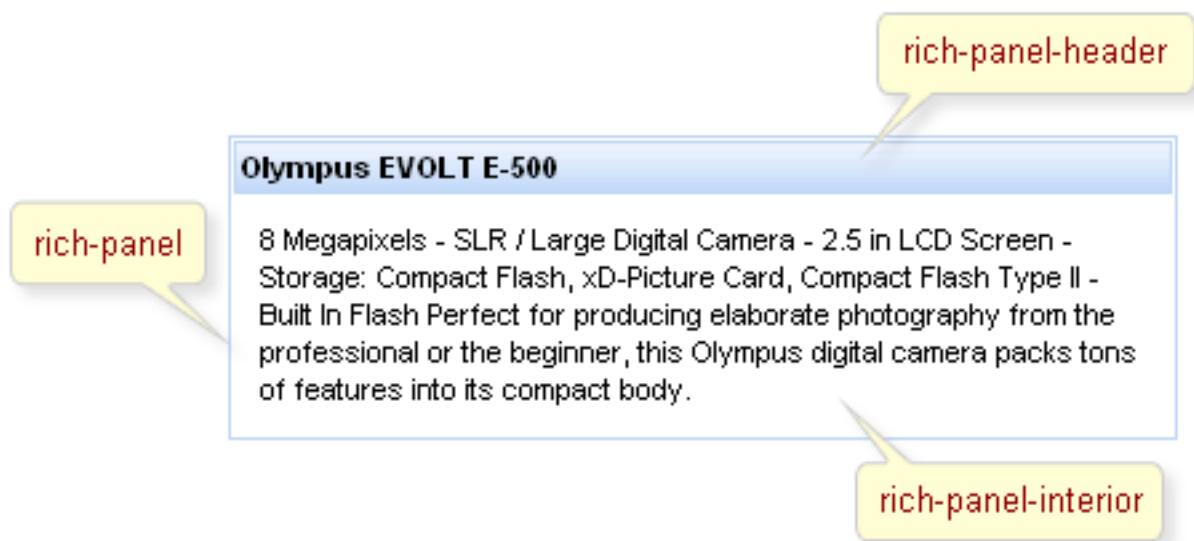 rich-panel-header
Olympus EVOLT E-500
rich-panel
8 Megapixels - SLR / Large Digital Camera - 2.5 in LCD Screen -
Storage: Compact Flash, xD-Picture Card, Compact Flash Type II -
Built In Flash Perfect for producing elaborate photography from the
professional or the beginner, this Olympus digital camera packs tons
of features into its compact body.
rich-panel-interior